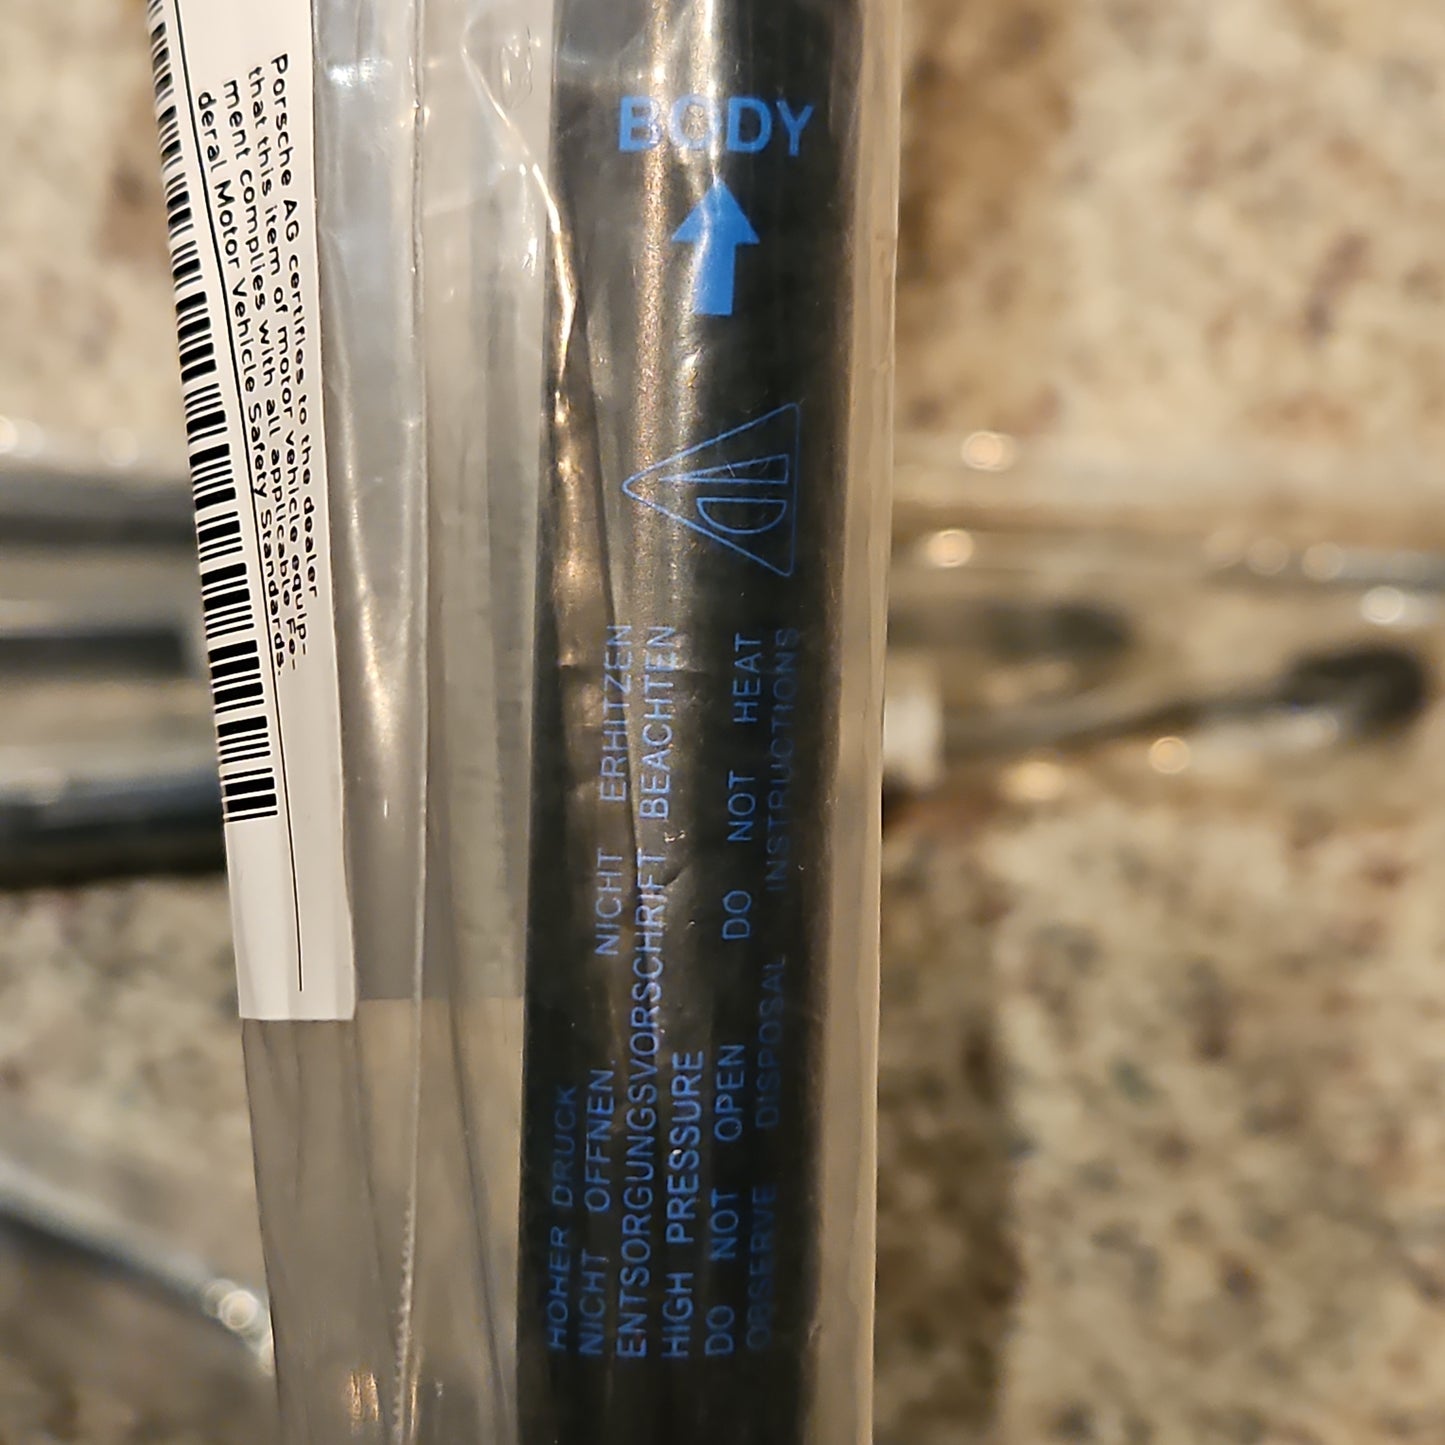 Porsche AG certifies to the dealer
that this item of motor vehicle equip-
ment complies with all applicable Fe-
deral Motor Vehicle Safety Standards.
BODY
HOHER DRUCK
NICHT OFFNEN. NICHT ERHITZEN
ENTSORGUNGSVORSCHRIFT BEACHTEN
HIGH PRESSURE
DO NOT OPEN DO NOT HEAT
OBSERVE DISPOSAL INSTRUCTIONS